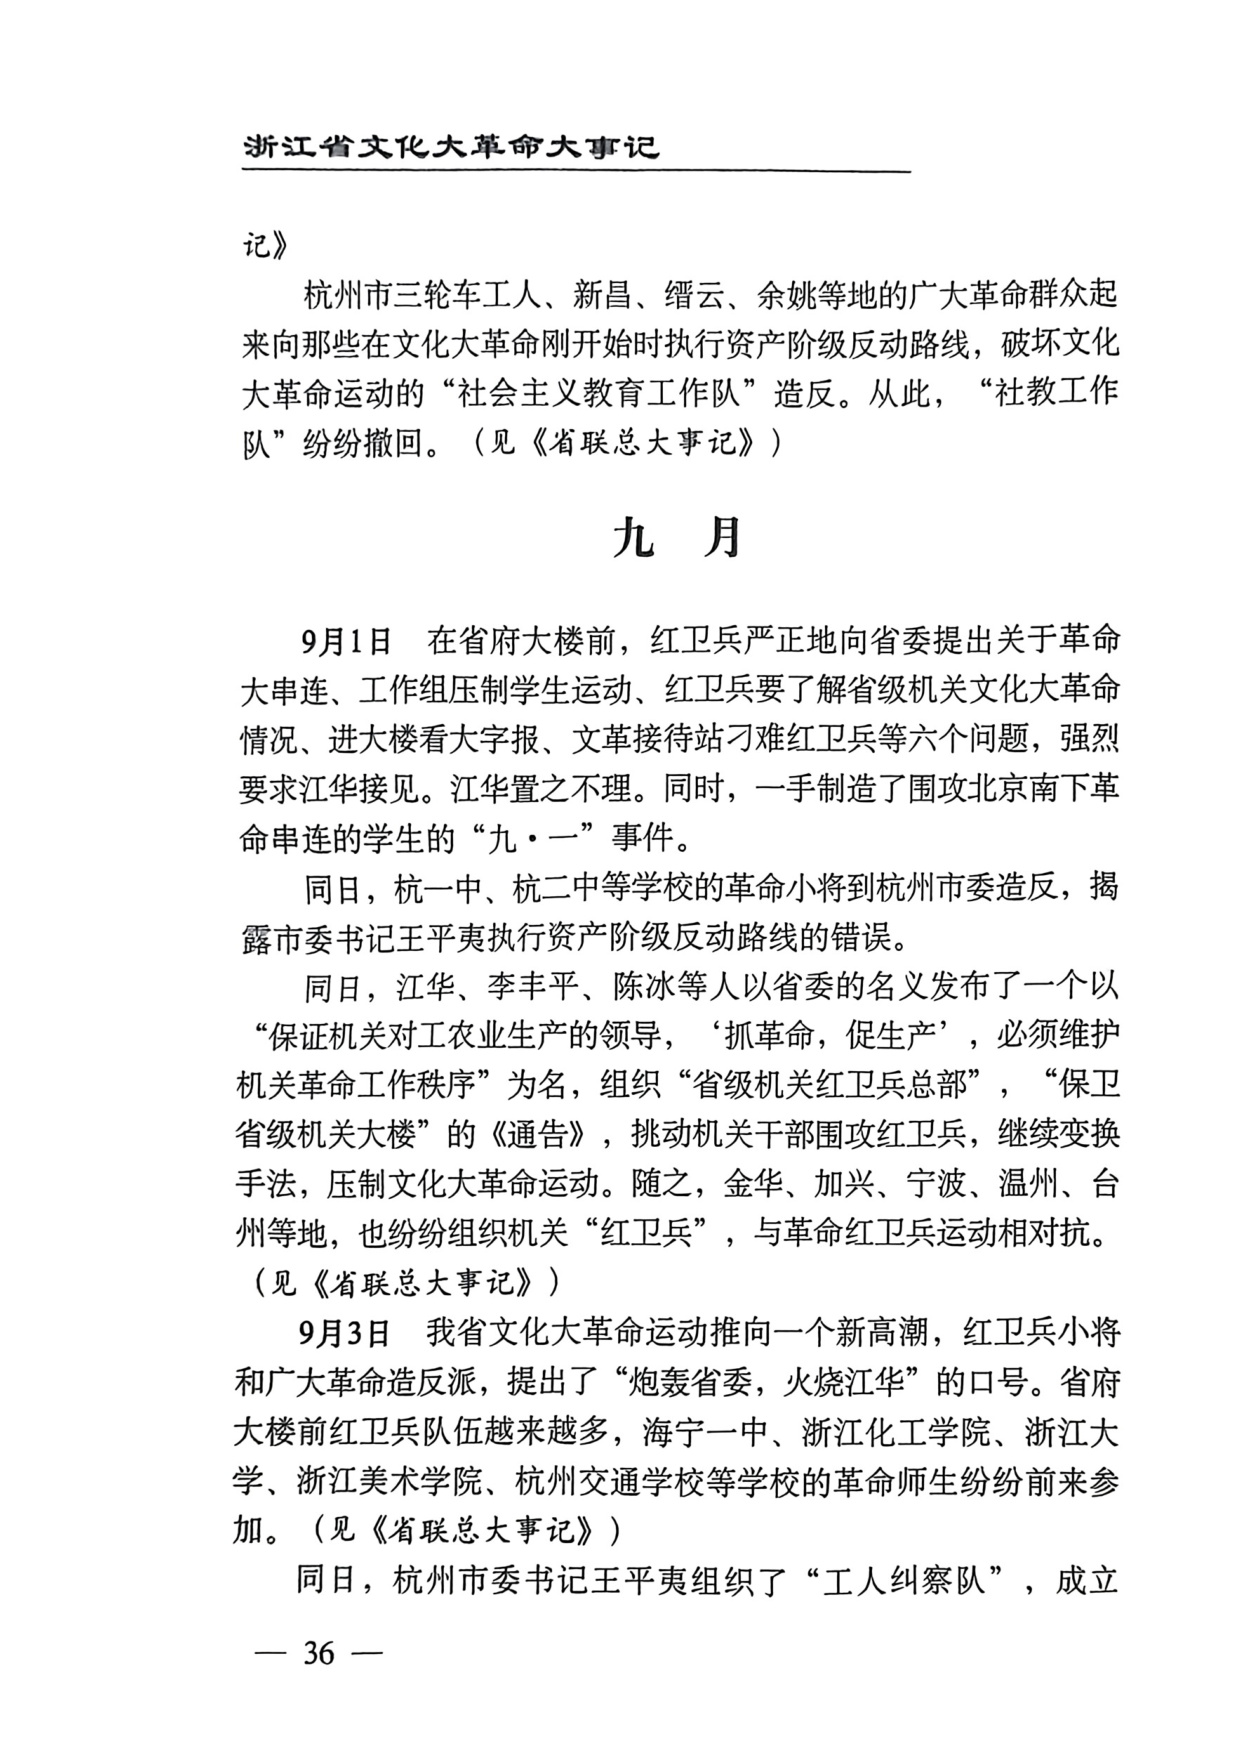 浙江省文化大革命大事记
记》
杭州市三轮车工人、新昌、缙云、余姚等地的广大革命群众起
来向那些在文化大革命刚开始时执行资产阶级反动路线，破坏文化
大革命运动的“社会主义教育工作队”造反。从此，“社教工作
队”纷纷撤回。（见《省联总大事记》）
九 月
9月1日 在省府大楼前，红卫兵严正地向省委提出关于革命
大串连、工作组压制学生运动、红卫兵要了解省级机关文化大革命
情况、进大楼看大字报、文革接待站刁难红卫兵等六个问题，强烈
要求江华接见。江华置之不理。同时，一手制造了围攻北京南下革
命串连的学生的“九·一”事件。
同日，杭一中、杭二中等学校的革命小将到杭州市委造反，揭
露市委书记王平夷执行资产阶级反动路线的错误。
同日，江华、李丰平、陈冰等人以省委的名义发布了一个以
“保证机关对工农业生产的领导，‘抓革命，促生产’，必须维护
机关革命工作秩序”为名，组织“省级机关红卫兵总部”，“保卫
省级机关大楼”的《通告》，挑动机关干部围攻红卫兵，继续变换
手法，压制文化大革命运动。随之，金华、加兴、宁波、温州、台
州等地，也纷纷组织机关“红卫兵”，与革命红卫兵运动相对抗。
（见《省联总大事记》）
9月3日 我省文化大革命运动推向一个新高潮，红卫兵小将
和广大革命造反派，提出了“炮轰省委，火烧江华”的口号。省府
大楼前红卫兵队伍越来越多，海宁一中、浙江化工学院、浙江大
学、浙江美术学院、杭州交通学校等学校的革命师生纷纷前来参
加。（见《省联总大事记》）
同日，杭州市委书记王平夷组织了“工人纠察队”，成立
— 36 —